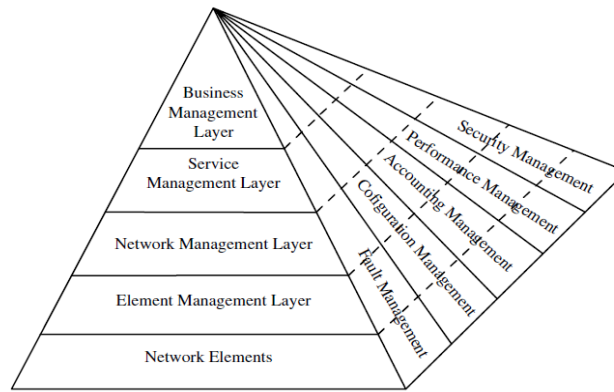 Business
Management
Layer
Service
Management Layer
Network Management Layer
Element Management Layer
Network Elements
Fault Management
Cofiguration Management
Accounting Management
Performance Management
Security Management